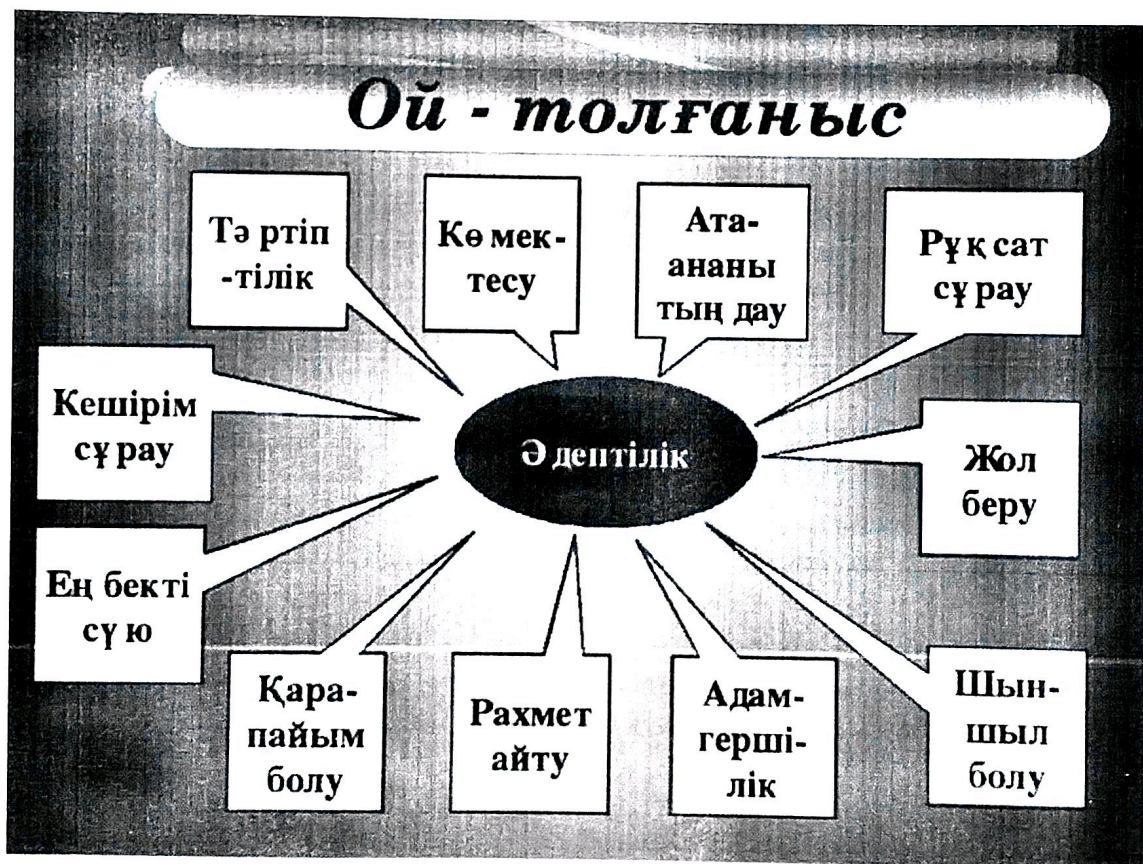 Ой - толғаныс
Тә ртіп
-тілік
Кө мек-
тесу
Ата-
ананы
тың дау
Рұқ сат
сұ рау
Кешірім
сұ рау
Ә дептілік
Жол
беру
Ең бекті
сү ю
Қара-
пайым
болу
Рахмет
айту
Адам-
герші-
лік
Шын-
шыл
болу